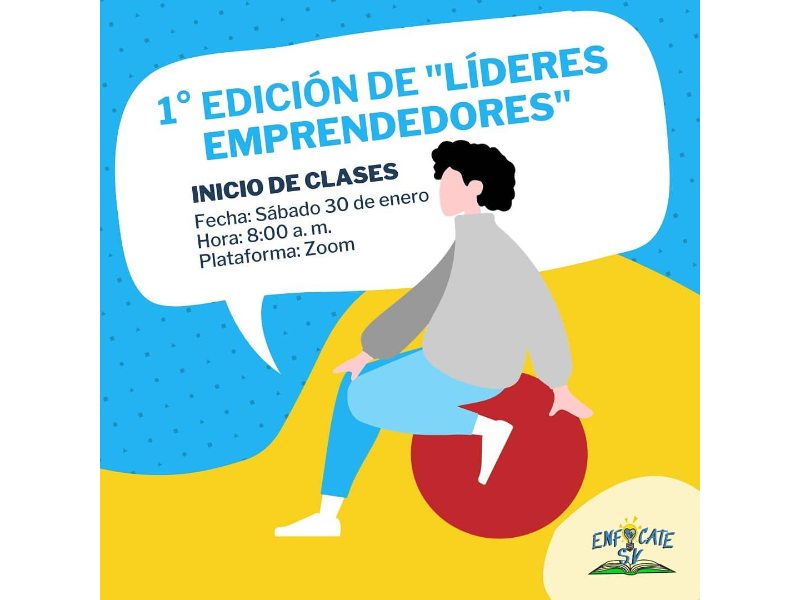 1° EDICIÓN DE "LÍDERES
EMPRENDEDORES"
INICIO DE CLASES
Fecha: Sábado 30 de enero
Hora: 8:00 a. m.
Plataforma: Zoom
ENFOCATE
SV